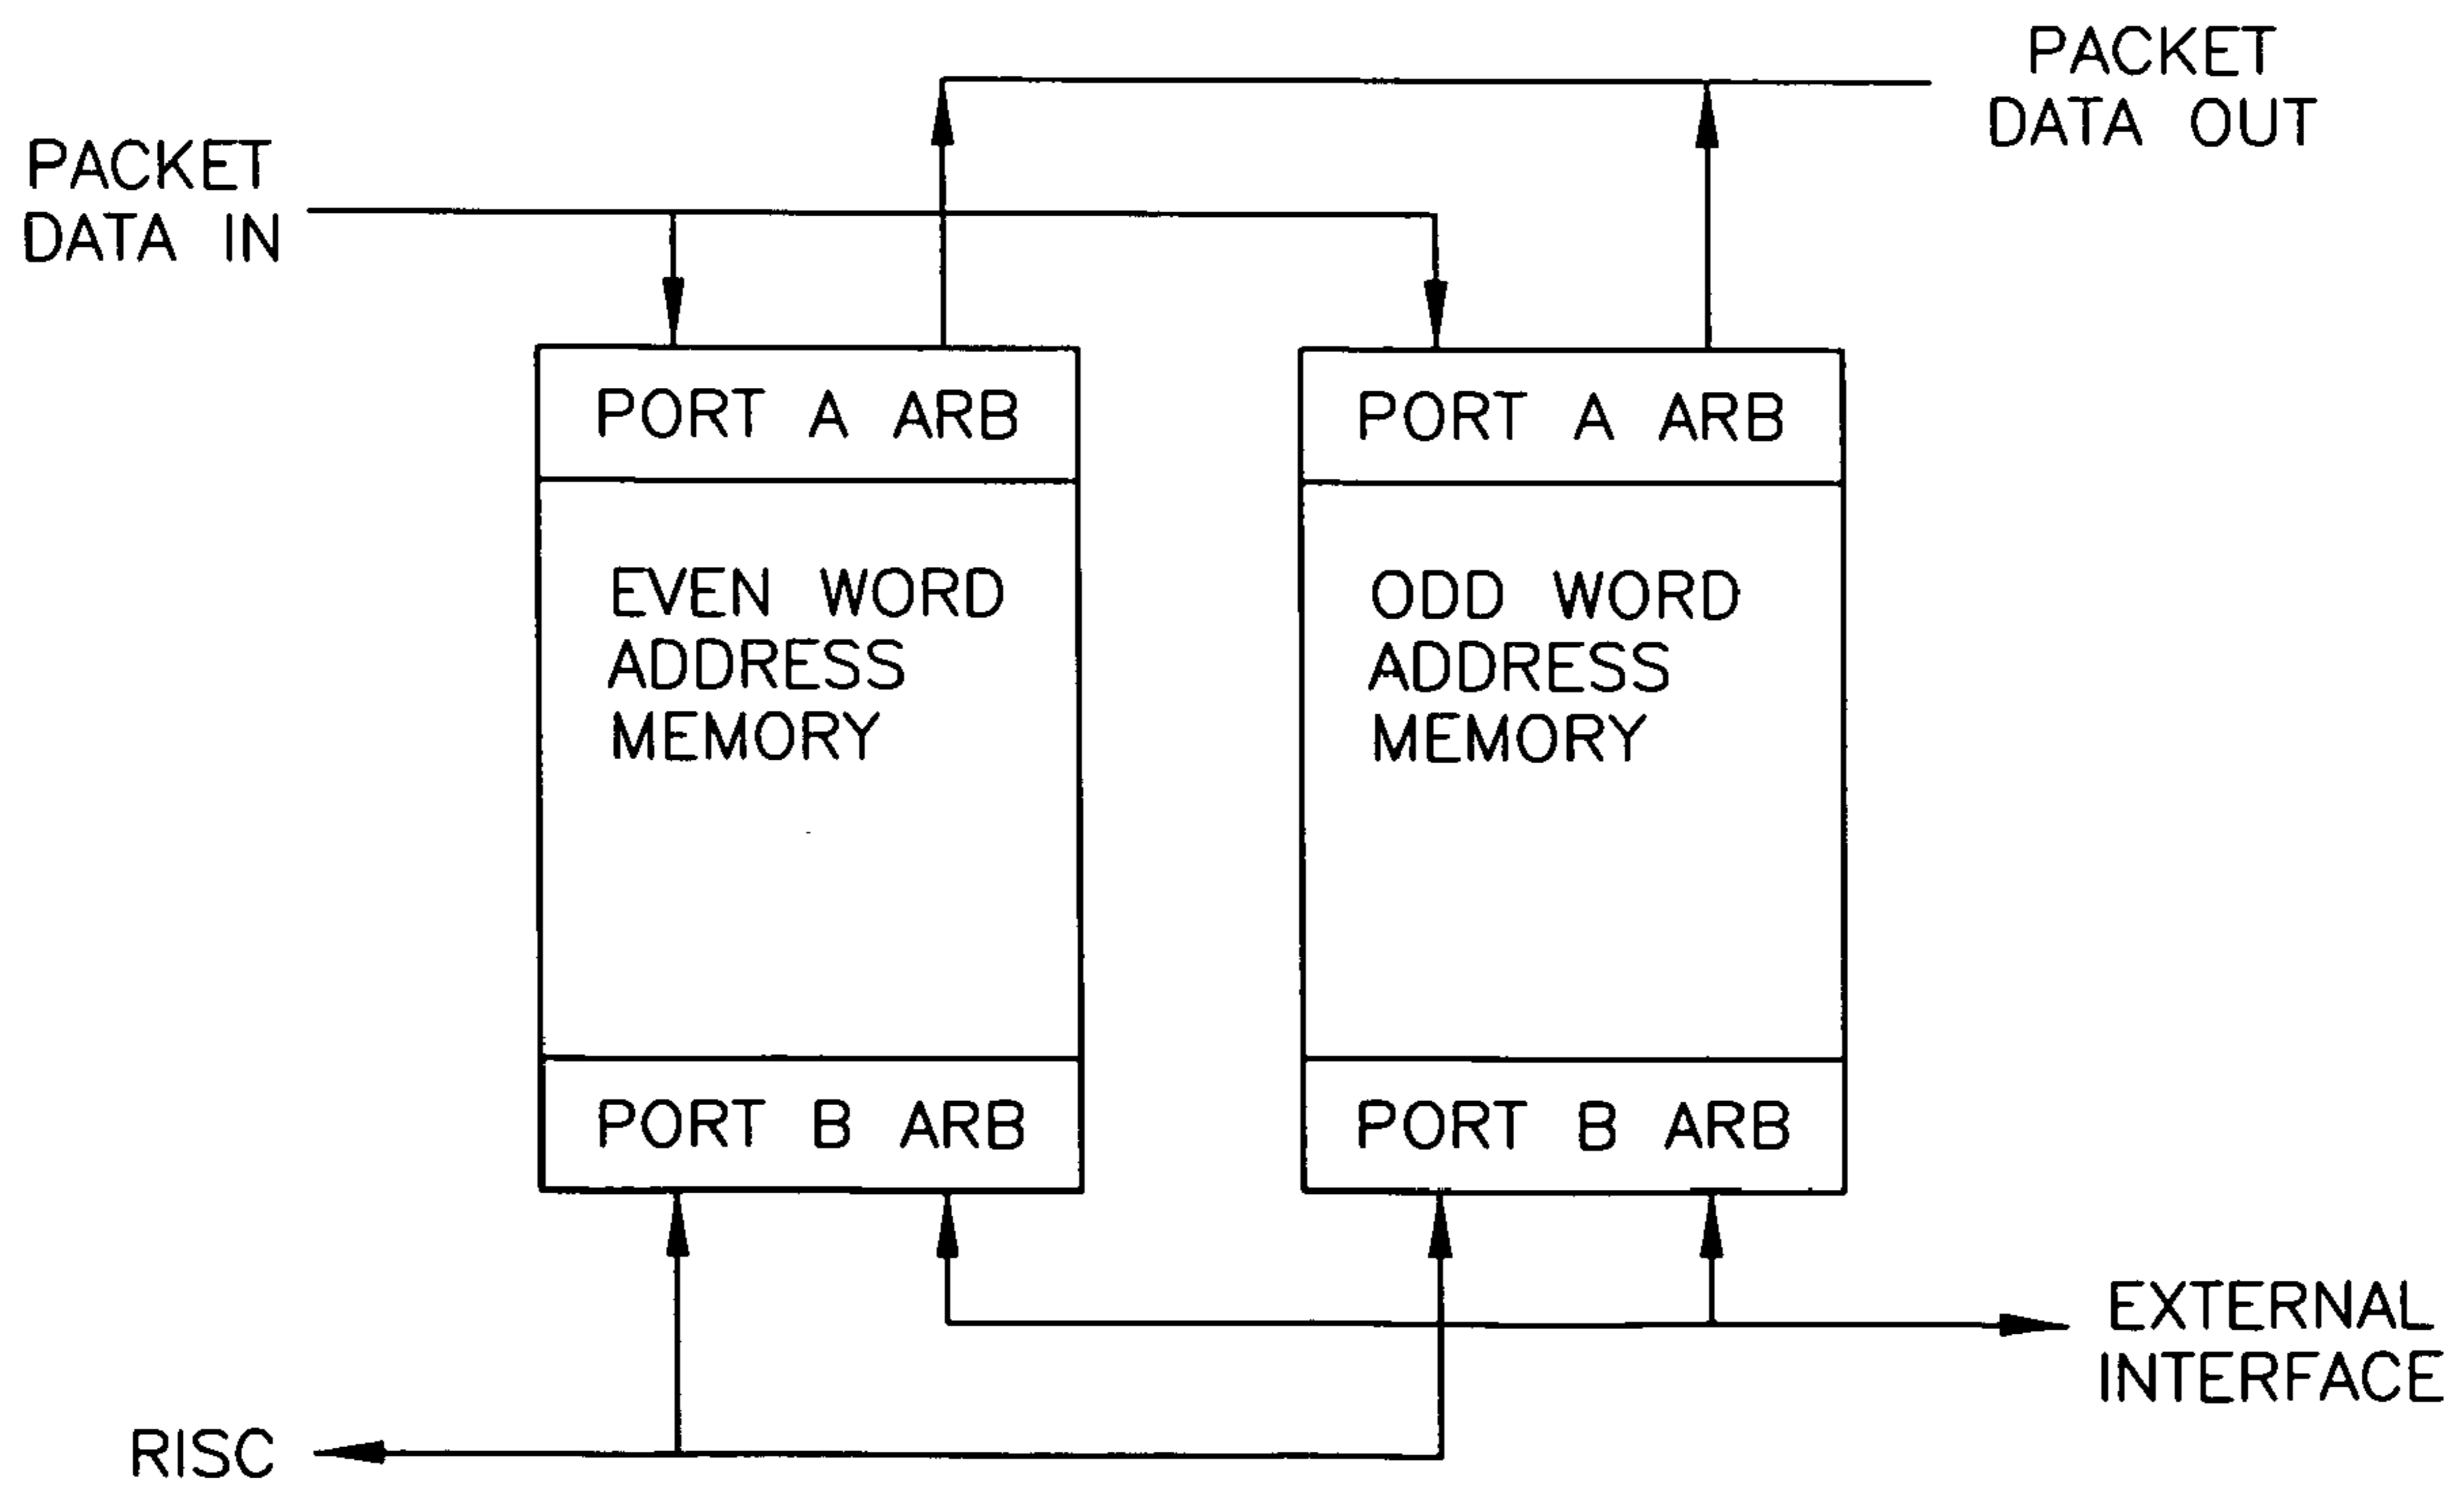 PACKET
DATA OUT
PACKET
DATA IN
PORT A ARB
PORT A ARB
EVEN WORD
ADDRESS
MEMORY
ODD WORD
ADDRESS
MEMORY
PORT B ARB
PORT B ARB
EXTERNAL
INTERFACE
RISC